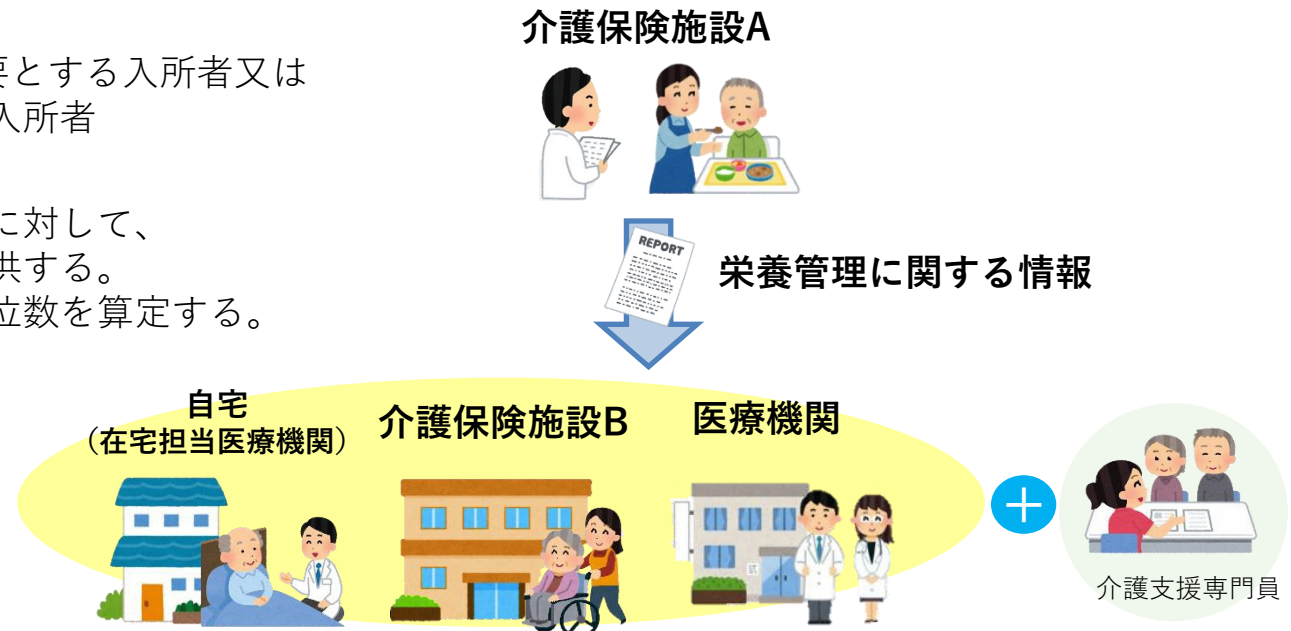 介護保険施設A
要とする入所者又は
入所者
に対して、
供する。
位数を算定する。
REPORT
栄養管理に関する情報
自宅
（在宅担当医療機関）
介護保険施設B
医療機関
＋
介護支援専門員